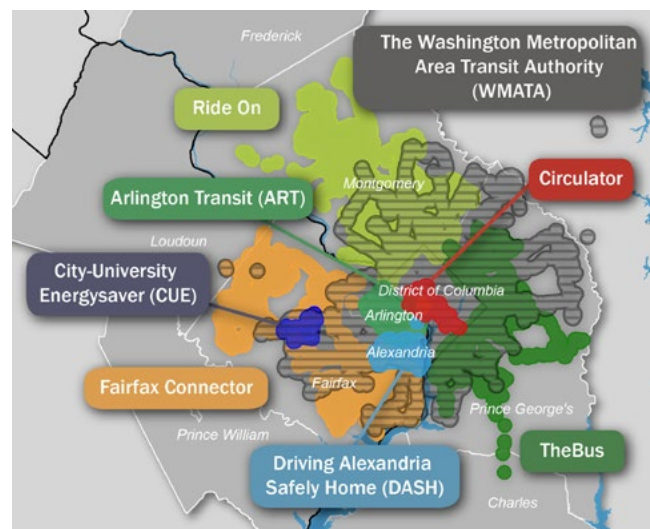 Frederick
The Washington Metropolitan
Area Transit Authority
(WMATA)
Ride On
Montgomery
Circulator
Arlington Transit (ART)
Loudoun
City-University
Energysaver (CUE)
District of Columbia
Arlington
Alexandria
Fairfax Connector
Fairfax
Prince George's
Prince William
TheBus
Driving Alexandria
Safely Home (DASH)
Charles